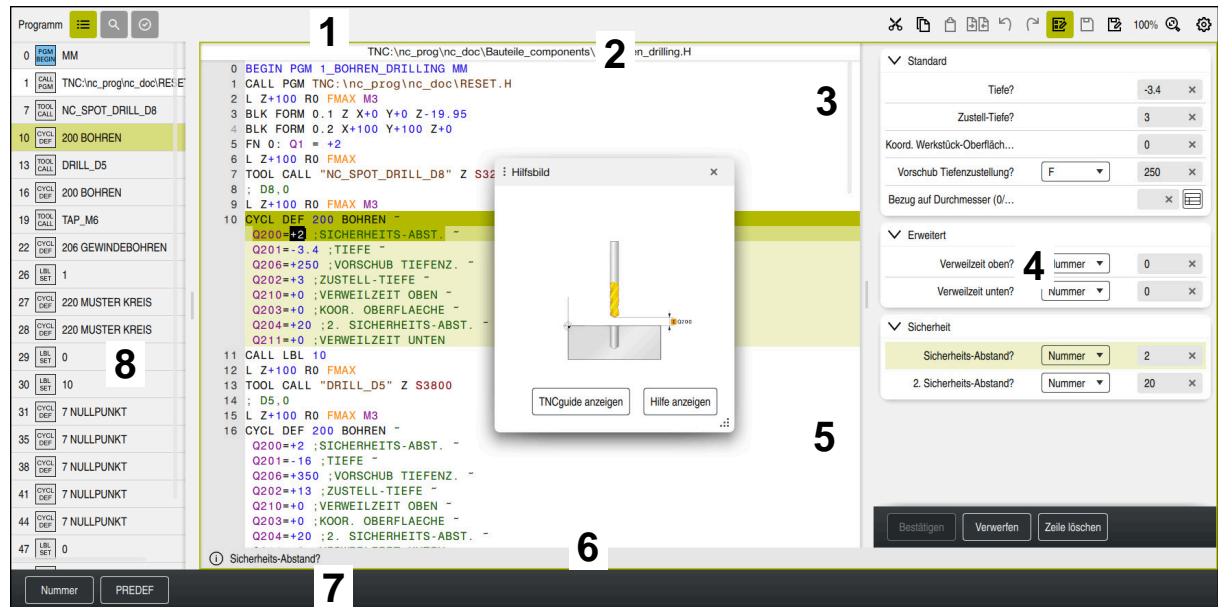 Programm
1
100%
0 PGM BEGIN MM
1 CALL PGM TNC:\nc_prog\nc_doc\RESE
7 TOOL CALL NC_SPOT_DRILL_D8
10 CYCL DEF 200 BOHREN
13 TOOL CALL DRILL_D5
16 CYCL DEF 200 BOHREN
19 TOOL CALL TAP_M6
22 CYCL DEF 206 GEWINDEBOHREN
26 LBL SET 1
27 CYCL DEF 220 MUSTER KREIS
28 CYCL DEF 220 MUSTER KREIS
29 LBL SET 0
8
30 LBL SET 10
31 CYCL DEF 7 NULLPUNKT
35 CYCL DEF 7 NULLPUNKT
38 CYCL DEF 7 NULLPUNKT
41 CYCL DEF 7 NULLPUNKT
44 CYCL DEF 7 NULLPUNKT
47 LBL SET 0
TNC:\nc_prog\nc_doc\Bauteile_components\ en_drilling.H
2
0 BEGIN PGM 1_BOHREN_DRILLING MM
1 CALL PGM TNC:\nc_prog\nc_doc\RESET.H
2 L Z+100 R0 FMAX M3
3 BLK FORM 0.1 Z X+0 Y+0 Z-19.95
4 BLK FORM 0.2 X+100 Y+100 Z+0
5 FN 0: Q1 = +2
6 L Z+100 R0 FMAX
7 TOOL CALL "NC_SPOT_DRILL_D8" Z S32
8 ; D8,0
9 L Z+100 R0 FMAX M3
10 CYCL DEF 200 BOHREN ~
Q200=+2 ;SICHERHEITS-ABST. ~
Q201=-3.4 ;TIEFE ~
Q206=+250 ;VORSCHUB TIEFENZ. ~
Q202=+3 ;ZUSTELL-TIEFE ~
Q210=+0 ;VERWEILZEIT OBEN ~
Q203=+0 ;KOOR. OBERFLAECHE ~
Q204=+20 ;2. SICHERHEITS-ABST. ~
Q211=+0 ;VERWEILZEIT UNTEN
11 CALL LBL 10
12 L Z+100 R0 FMAX
13 TOOL CALL "DRILL_D5" Z S3800
14 ; D5,0
15 L Z+100 R0 FMAX M3
16 CYCL DEF 200 BOHREN ~
Q200=+2 ;SICHERHEITS-ABST. ~
Q201=-16 ;TIEFE ~
Q206=+350 ;VORSCHUB TIEFENZ. ~
Q202=+13 ;ZUSTELL-TIEFE ~
Q210=+0 ;VERWEILZEIT OBEN ~
Q203=+0 ;KOOR. OBERFLAECHE ~
Q204=+20 ;2. SICHERHEITS-ABST. ~
3
Hilfsbild
Q200
TNCguide anzeigen
Hilfe anzeigen
5
6
Sicherheits-Abstand?
Standard
Tiefe? -3.4
Zustell-Tiefe? 3
Koord. Werkstück-Oberfläch... 0
Vorschub Tiefenzustellung? F 250
Bezug auf Durchmesser (0/...
Erweitert
4
Verweilzeit oben? ummer 0
Verweilzeit unten? Nummer 0
Sicherheit
Sicherheits-Abstand? Nummer 2
2. Sicherheits-Abstand? Nummer 20
Bestätigen
Verwerfen
Zeile löschen
Nummer
PREDEF
7